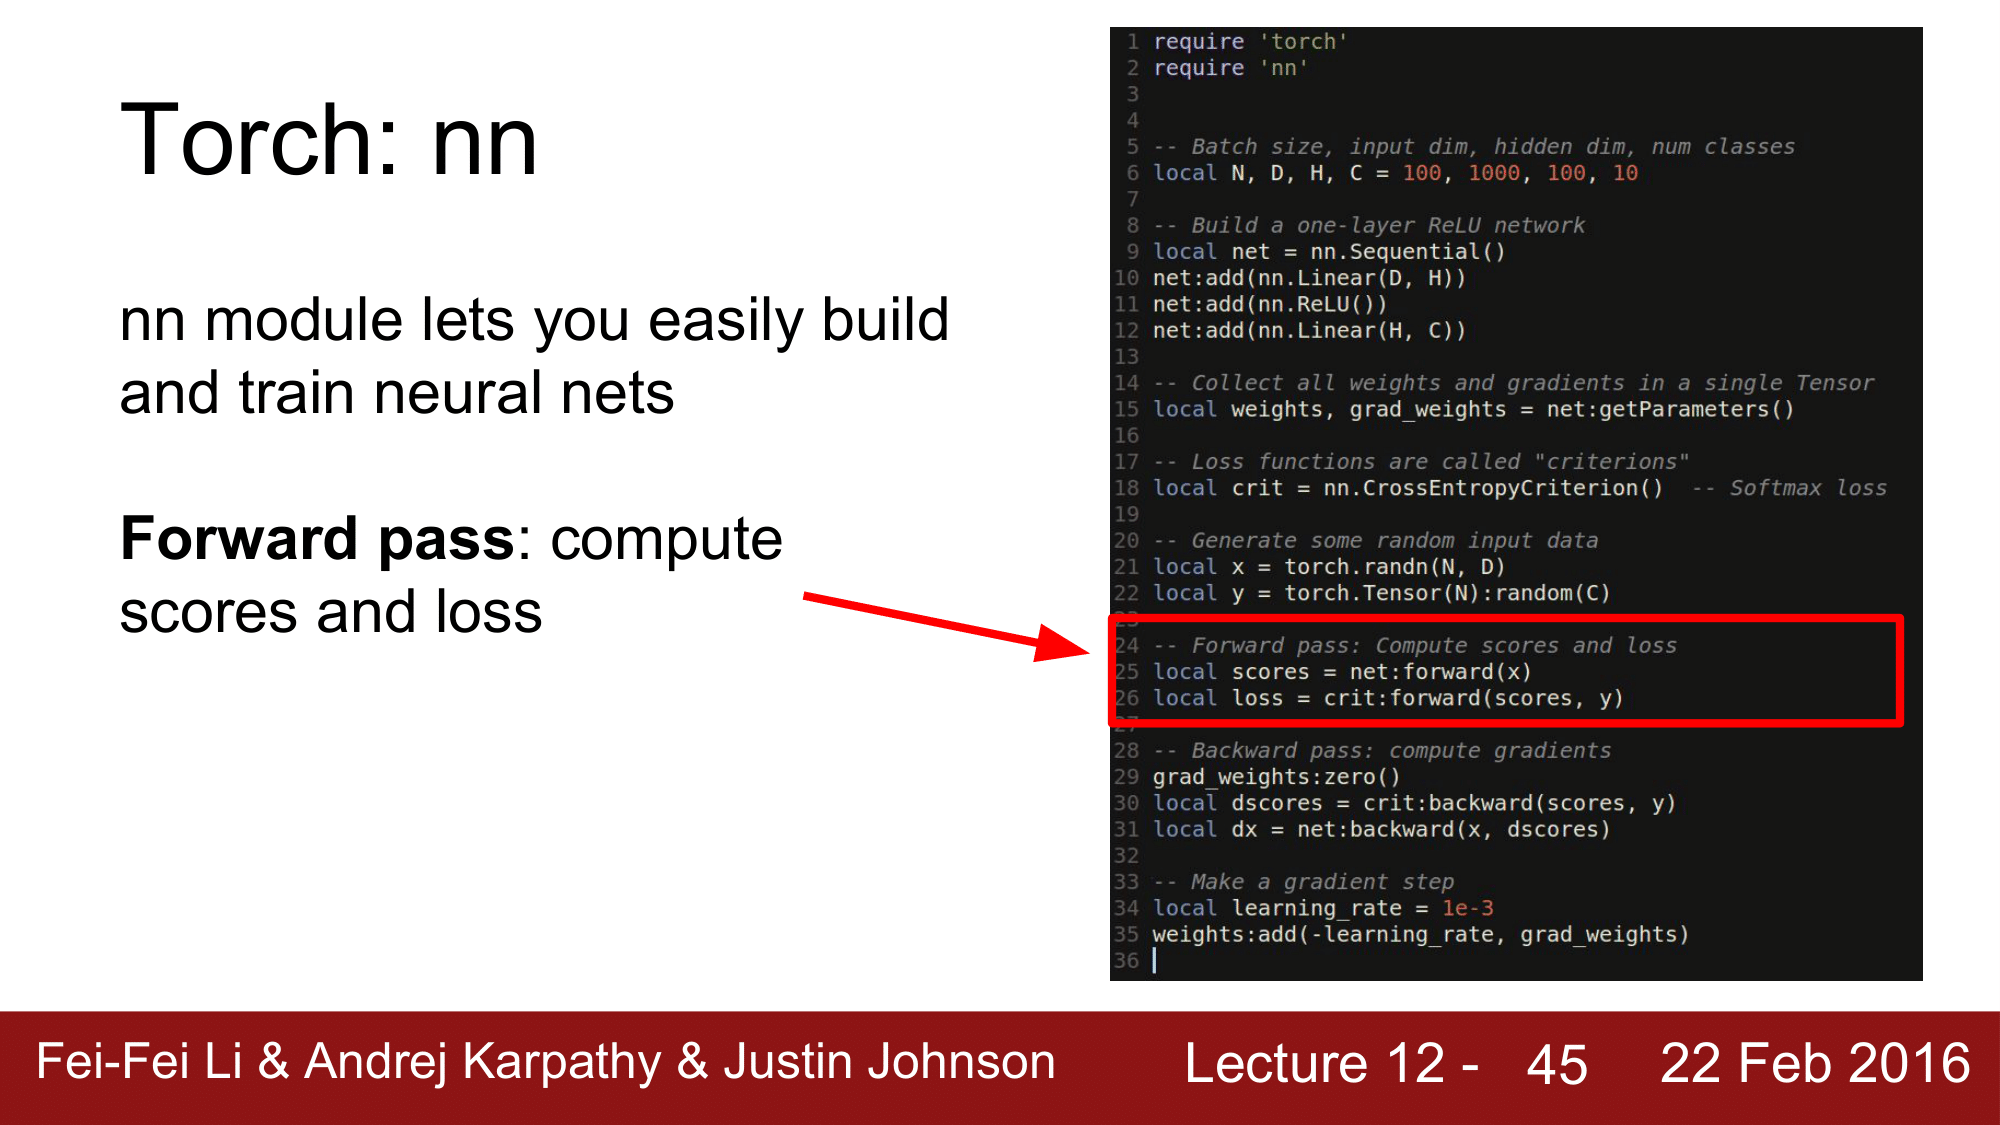 Torch: nn
nn module lets you easily build
and train neural nets
Forward pass: compute
scores and loss
1 require 'torch'
2 require 'nn'
3
4
5 -- Batch size, input dim, hidden dim, num classes
6 local N, D, H, C = 100, 1000, 100, 10
7
8 -- Build a one-layer ReLU network
9 local net = nn.Sequential()
10 net:add(nn.Linear(D, H))
11 net:add(nn.ReLU())
12 net:add(nn.Linear(H, C))
13
14 -- Collect all weights and gradients in a single Tensor
15 local weights, grad_weights = net:getParameters()
16
17 -- Loss functions are called "criterions"
18 local crit = nn.CrossEntropyCriterion()  -- Softmax loss
19
20 -- Generate some random input data
21 local x = torch.randn(N, D)
22 local y = torch.Tensor(N):random(C)
23
24 -- Forward pass: Compute scores and loss
25 local scores = net:forward(x)
26 local loss = crit:forward(scores, y)
27
28 -- Backward pass: compute gradients
29 grad_weights:zero()
30 local dscores = crit:backward(scores, y)
31 local dx = net:backward(x, dscores)
32
33 -- Make a gradient step
34 local learning_rate = 1e-3
35 weights:add(-learning_rate, grad_weights)
36
Fei-Fei Li & Andrej Karpathy & Justin Johnson Lecture 12 - 45 22 Feb 2016